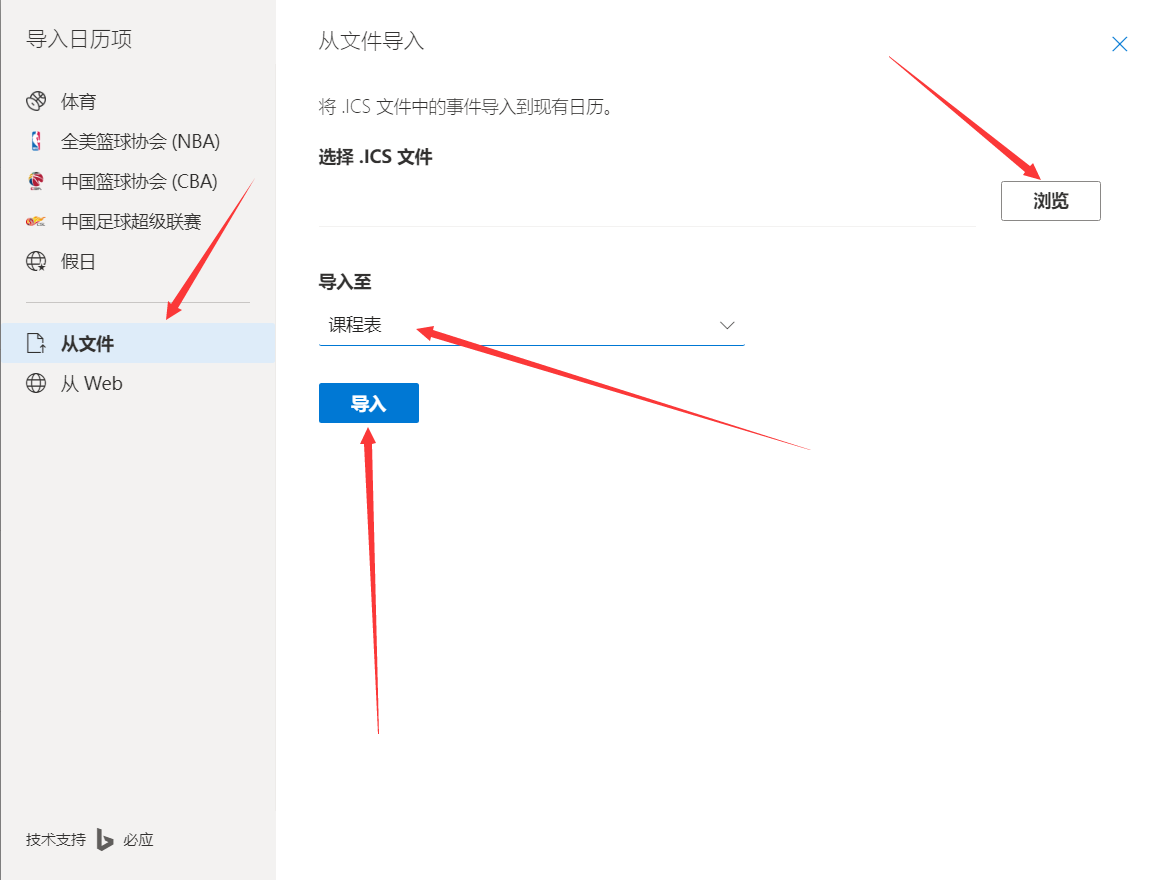 导入日历项
体育
全美篮球协会 (NBA)
中国篮球协会 (CBA)
中国足球超级联赛
假日
从文件
从 Web
技术支持 必应
从文件导入
将 .ICS 文件中的事件导入到现有日历。
选择 .ICS 文件
浏览
导入至
课程表
导入